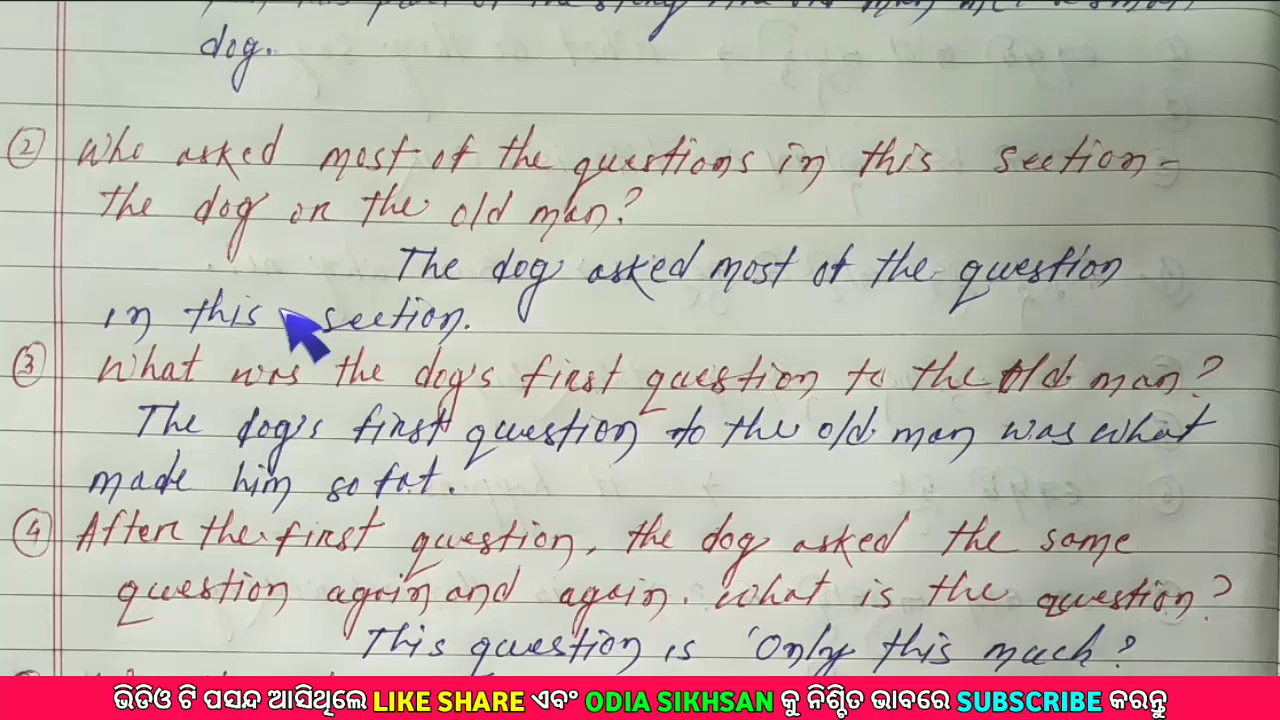 dog.
② Who asked most of the questions in this section -
the dog or the old man?
The dog asked most of the question
in this section.
③ What was the dog's first question to the old man?
The dog's first question to the old man was what
made him so fat.
④ After the first question, the dog asked the same
question again and again. What is the question?
This question is 'Only this much?
ଭିଡିଓ ଟି ପସନ୍ଦ ଆସିଥିଲେ LIKE SHARE ଏବଂ ODIA SIKHSAN କୁ ନିଶ୍ଚିତ ଭାବରେ SUBSCRIBE କରନ୍ତୁ